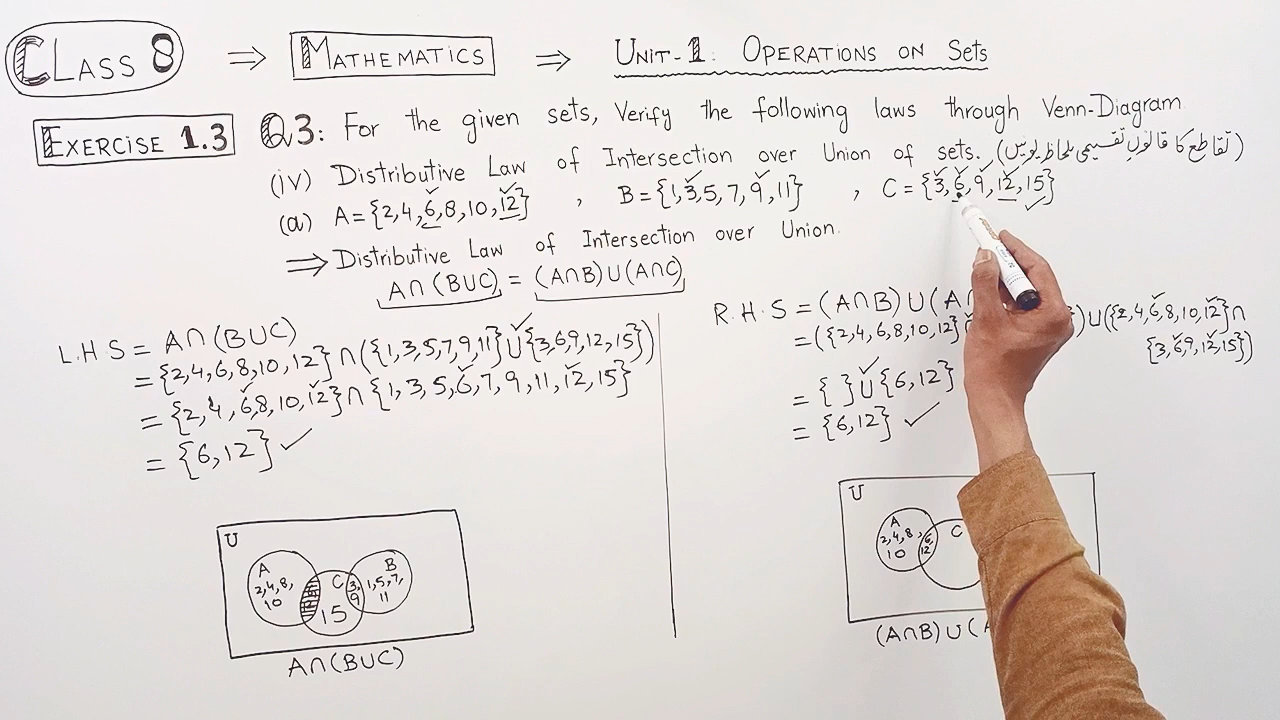 CLASS 8 ⇒ MATHEMATICS ⇒ UNIT-1: OPERATIONS ON SETS
EXERCISE 1.3 Q3: For the given sets, Verify the following laws through Venn-Diagram
(iv) Distributive Law of Intersection over Union of sets. (تقاطع کا قانونِ تقسیمی بلحاظ یونین)
(a) A={2,4,6,8,10,12} , B={1,3,5,7,9,11} , C={3,6,9,12,15}
⇒ Distributive Law of Intersection over Union.
A∩(B∪C) = (A∩B)∪(A∩C)
L.H.S = A∩(B∪C)
= {2,4,6,8,10,12}∩({1,3,5,7,9,11}∪{3,6,9,12,15})
= {2,4,6,8,10,12}∩{1,3,5,6,7,9,11,12,15}
= {6,12} ✓
U
A
2,4,8,
10
C
15
3,
9
B
1,5,7,
11
A∩(B∪C)
R.H.S = (A∩B)∪(A
= ({2,4,6,8,10,12} )∪({2,4,6,8,10,12}∩
{3,6,9,12,15})
= { }∪{6,12}
= {6,12} ✓
U
A
2,4,8,
10
6,
12
C
(A∩B)∪(